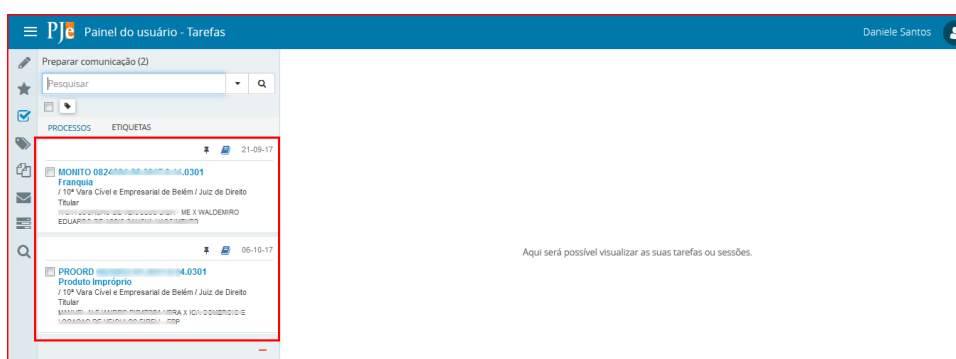 PJe Painel do usuário - Tarefas
Daniele Santos
Preparar comunicação (2)
Pesquisar
PROCESSOS ETIQUETAS
21-09-17
MONITO 082 .0301
Franquia
/ 10ª Vara Cível e Empresarial de Belém / Juiz de Direito
Titular
ME X WALDEMIRO
06-10-17
PROORD 4.0301
Produto Impróprio
/ 10ª Vara Cível e Empresarial de Belém / Juiz de Direito
Titular
Aqui será possível visualizar as suas tarefas ou sessões.